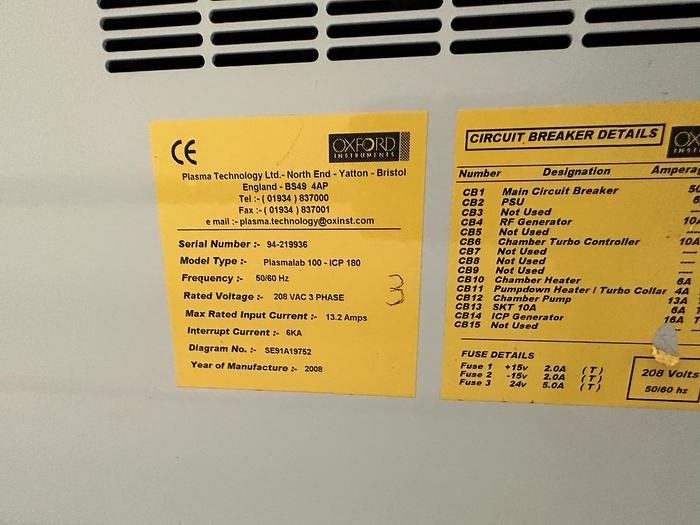 CE
OXFORD
INSTRUMENTS
Plasma Technology Ltd.- North End - Yatton - Bristol
England - BS49 4AP
Tel :- ( 01934 ) 837000
Fax :- ( 01934 ) 837001
e mail :- plasma.technology@oxinst.com
Serial Number :- 94-219936
Model Type :- Plasmalab 100 - ICP 180
Frequency :- 50/60 Hz
Rated Voltage :- 208 VAC 3 PHASE
Max Rated Input Current :- 13.2 Amps
Interrupt Current :- 6KA
Diagram No. :- SE91A19752
Year of Manufacture :- 2008
CIRCUIT BREAKER DETAILS
Number Designation Amperag
CB1 Main Circuit Breaker 50
CB2 PSU 6
CB3 Not Used ----
CB4 RF Generator 10A
CB5 Not Used ----
CB6 Chamber Turbo Controller 10A
CB7 Not Used ----
CB8 Not Used ----
CB9 Not Used ----
CB10 Chamber Heater 6A
CB11 Pumpdown Heater / Turbo Collar 4A
CB12 Chamber Pump 13A
CB13 SKT 10A 6A T
CB14 ICP Generator 16A T
CB15 Not Used
FUSE DETAILS
Fuse 1 +15v 2.0A ( T )
Fuse 2 -15v 2.0A ( T )
Fuse 3 24v 5.0A ( T )
208 Volts
50/60 hz